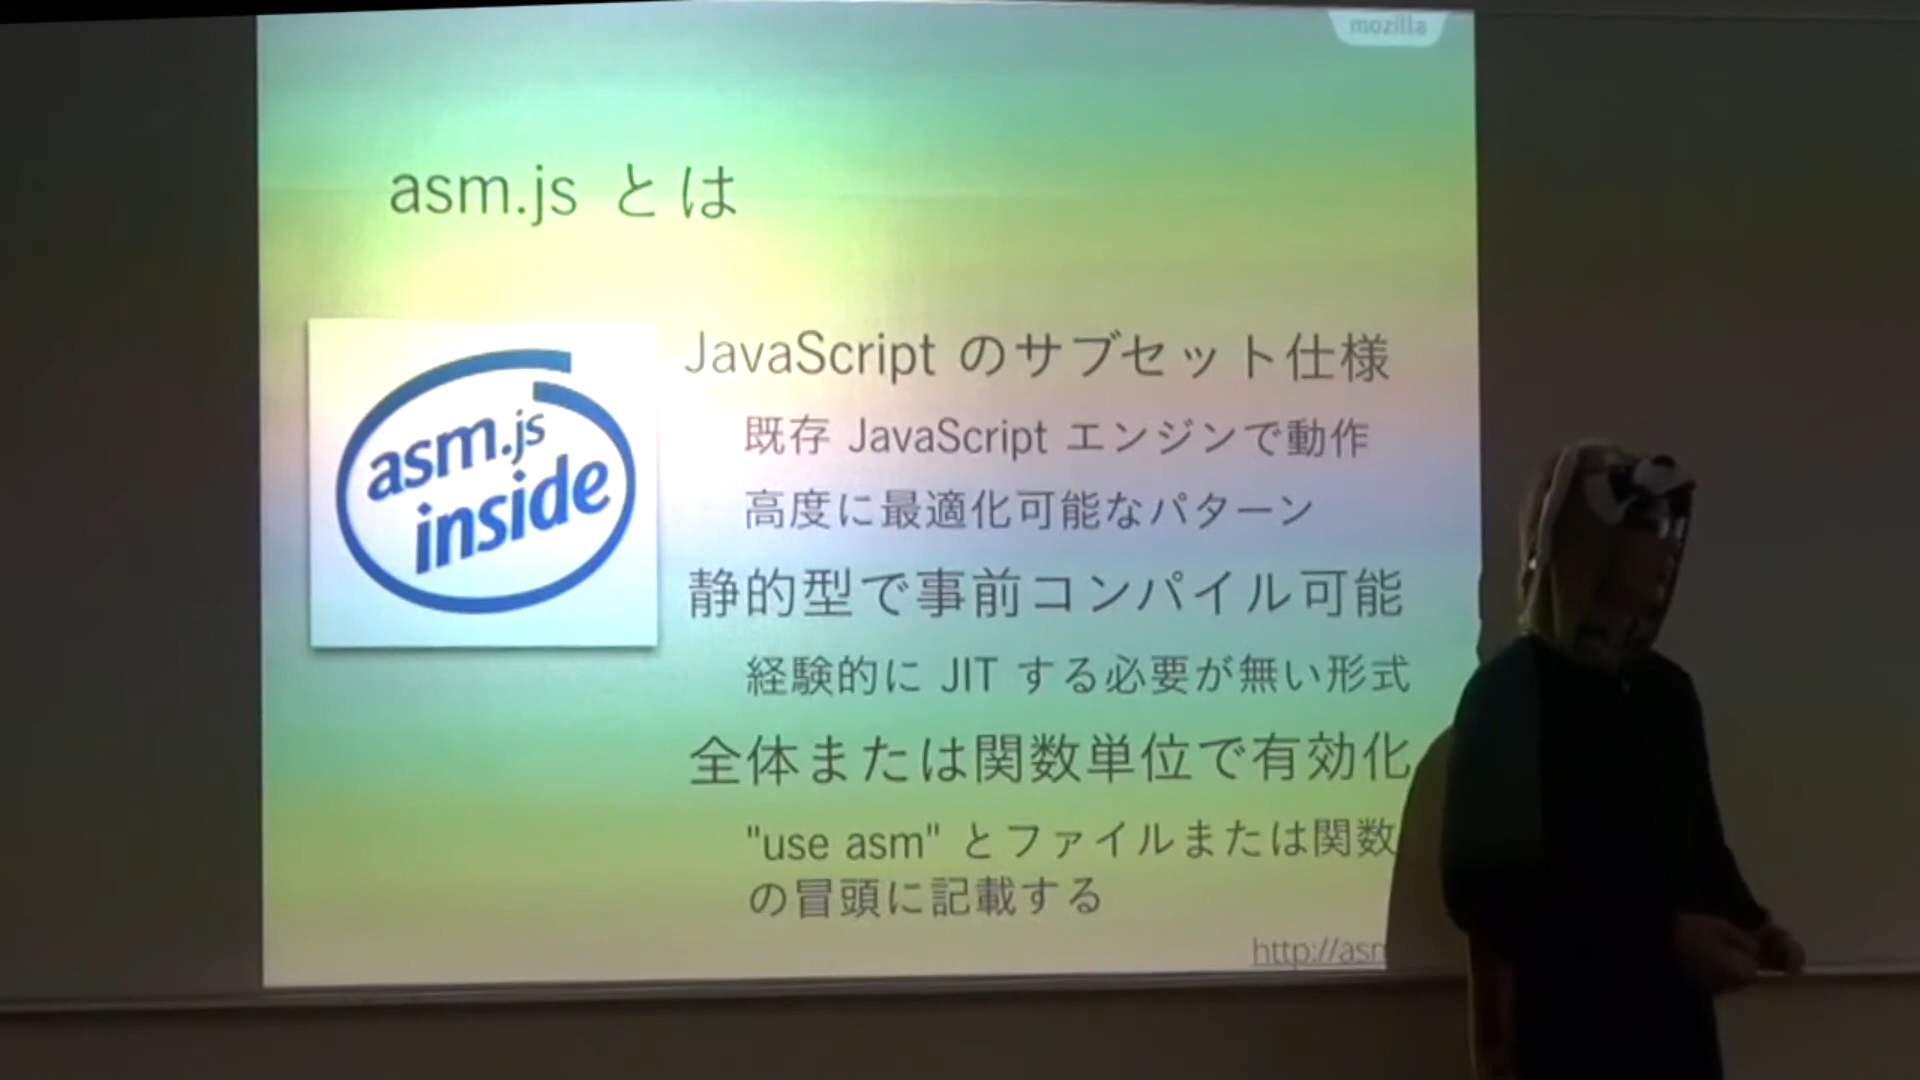 mozilla
asm.js とは
asm.js
inside
JavaScript のサブセット仕様
既存 JavaScript エンジンで動作
高度に最適化可能なパターン
静的型で事前コンパイル可能
経験的に JIT する必要が無い形式
全体または関数単位で有効化
"use asm" とファイルまたは関数
の冒頭に記載する
http://asm